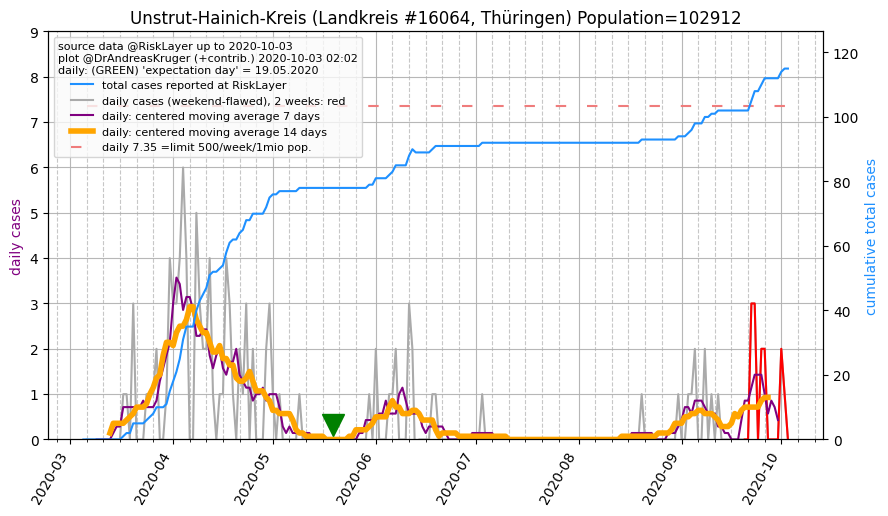 Unstrut-Hainich-Kreis (Landkreis #16064, Thüringen) Population=102912
source data @RiskLayer up to 2020-10-03
plot @DrAndreasKruger (+contrib.) 2020-10-03 02:02
daily: (GREEN) 'expectation day' = 19.05.2020
total cases reported at RiskLayer
daily cases (weekend-flawed), 2 weeks: red
daily: centered moving average 7 days
daily: centered moving average 14 days
daily 7.35 =limit 500/week/1mio pop.
daily cases
9
8
7
6
5
4
3
2
1
0
cumulative total cases
120
100
80
60
40
20
0
2020-03
2020-04
2020-05
2020-06
2020-07
2020-08
2020-09
2020-10